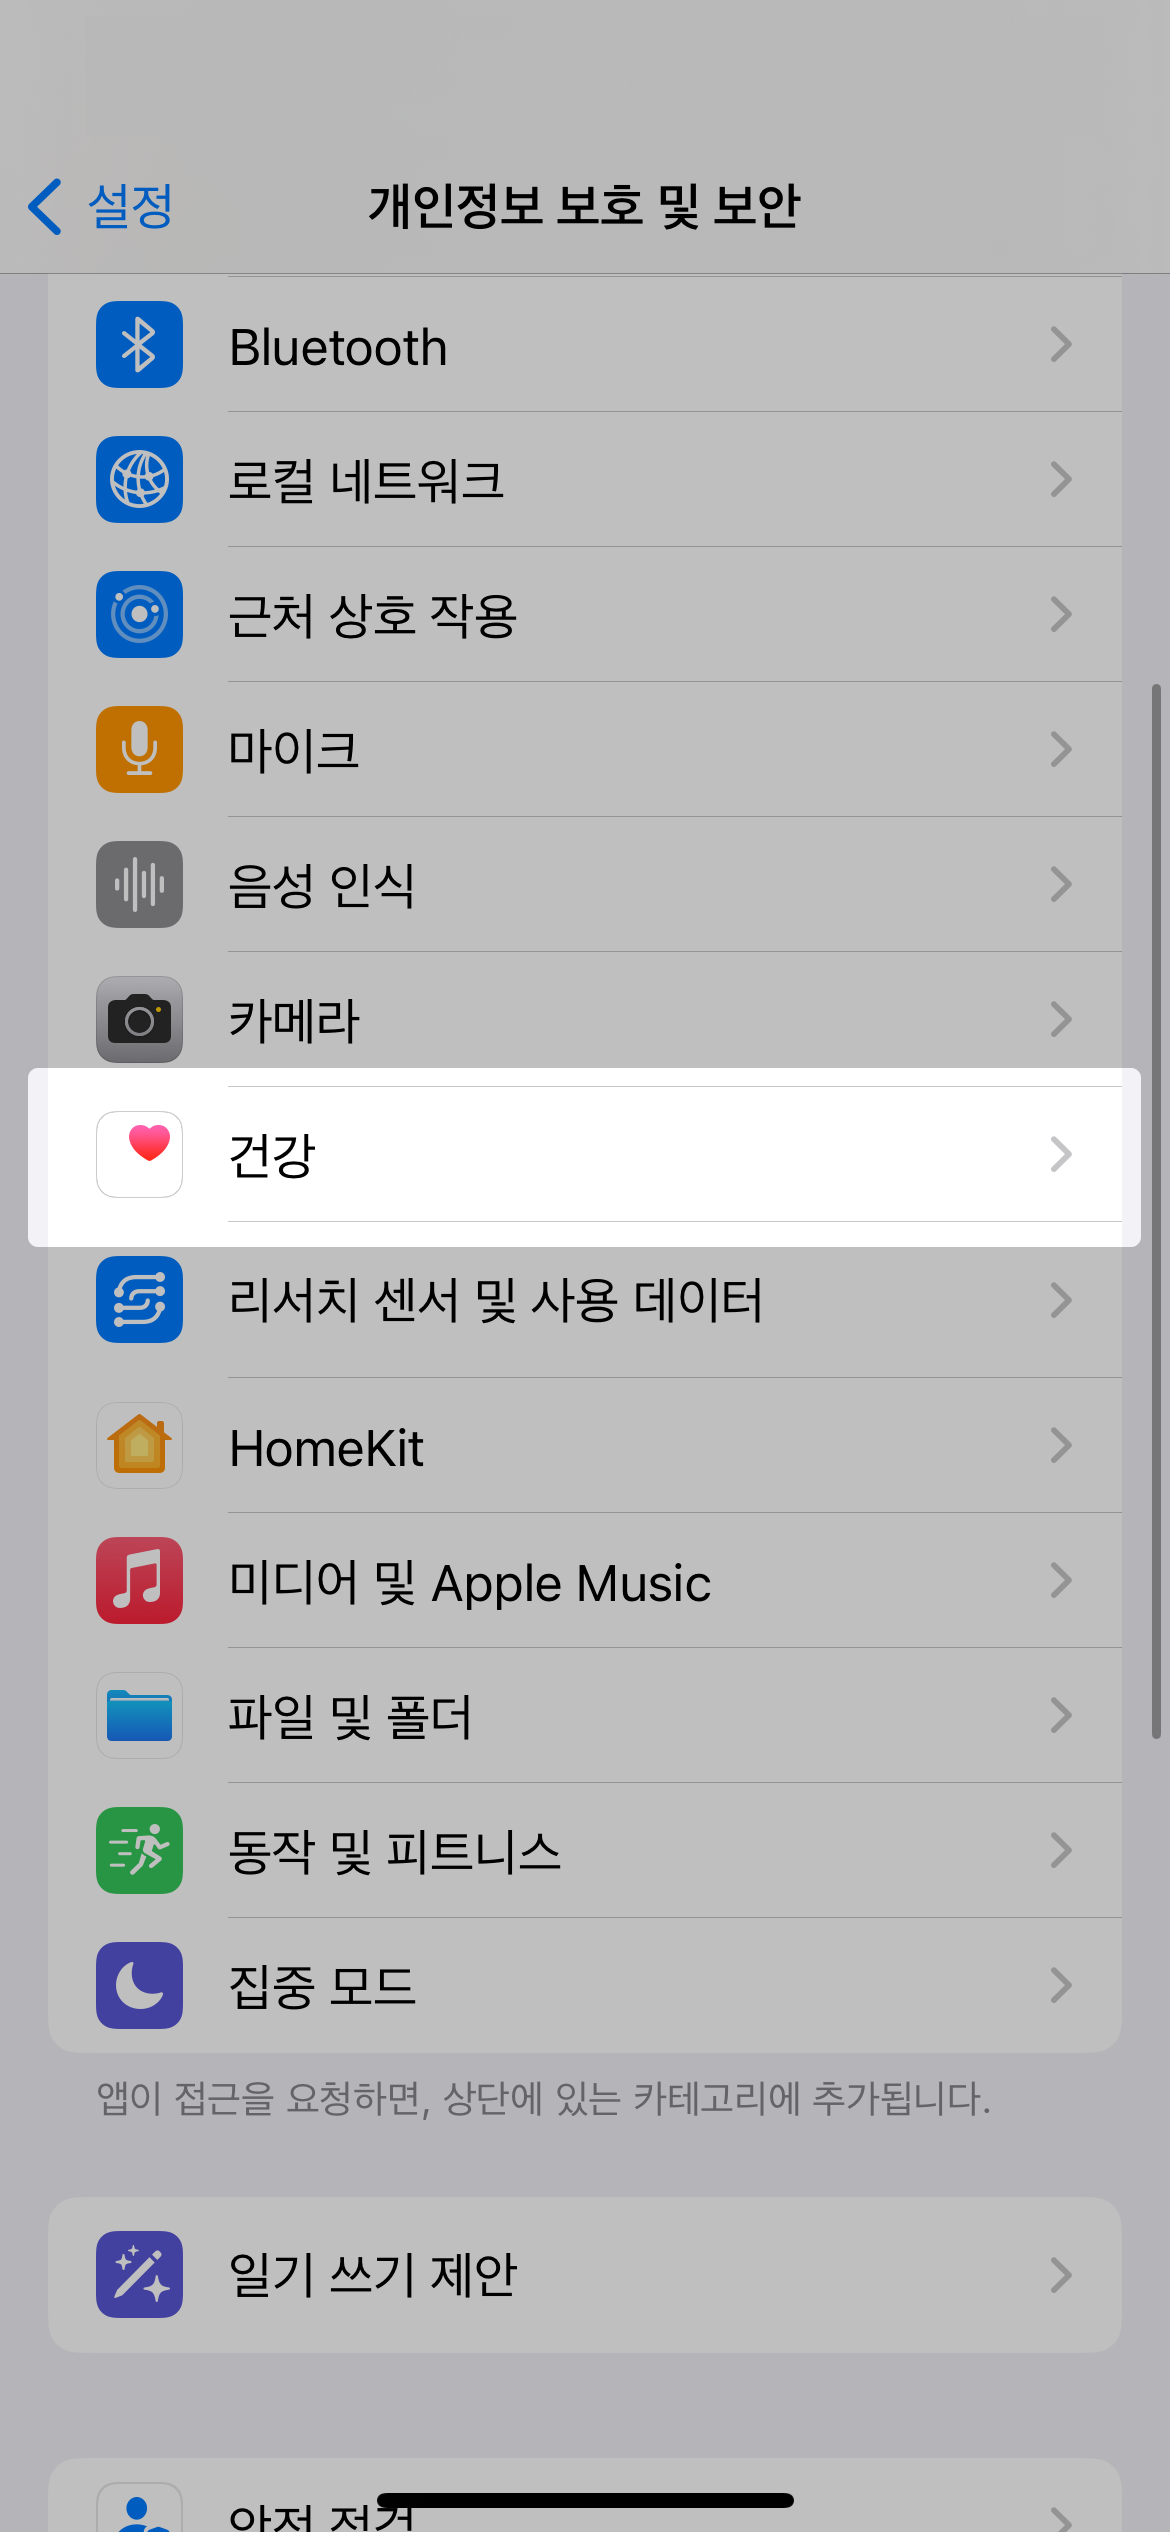 설정
개인정보 보호 및 보안
Bluetooth
로컬 네트워크
근처 상호 작용
마이크
음성 인식
카메라
건강
리서치 센서 및 사용 데이터
HomeKit
미디어 및 Apple Music
파일 및 폴더
동작 및 피트니스
집중 모드
앱이 접근을 요청하면, 상단에 있는 카테고리에 추가됩니다.
일기 쓰기 제안
안전 점검